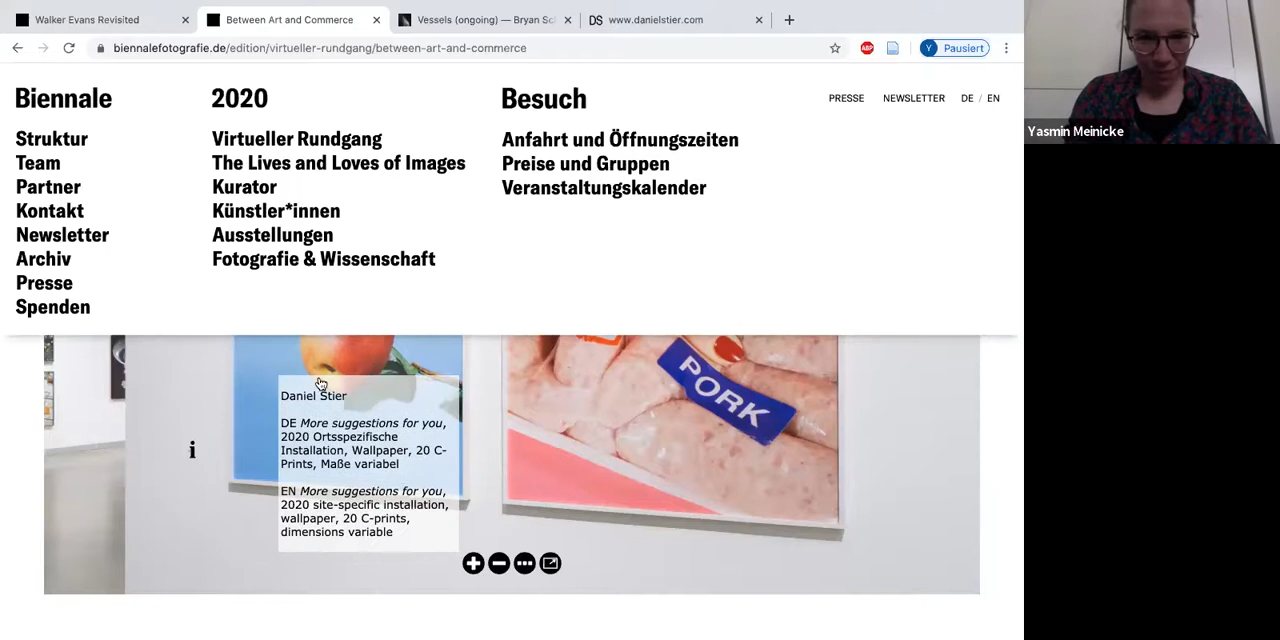 Walker Evans Revisited
Between Art and Commerce
Vessels (ongoing) — Bryan Sc
DS www.danielstier.com
biennalefotografie.de/edition/virtueller-rundgang/between-art-and-commerce
ABP
Y Pausiert
Biennale
Struktur
Team
Partner
Kontakt
Newsletter
Archiv
Presse
Spenden
2020
Virtueller Rundgang
The Lives and Loves of Images
Kurator
Künstler*innen
Ausstellungen
Fotografie & Wissenschaft
Besuch
Anfahrt und Öffnungszeiten
Preise und Gruppen
Veranstaltungskalender
PRESSE NEWSLETTER DE / EN
Yasmin Meinicke
PORK
i
Daniel Stier
DE More suggestions for you,
2020 Ortsspezifische
Installation, Wallpaper, 20 C-
Prints, Maße variabel
EN More suggestions for you,
2020 site-specific installation,
wallpaper, 20 C-prints,
dimensions variable